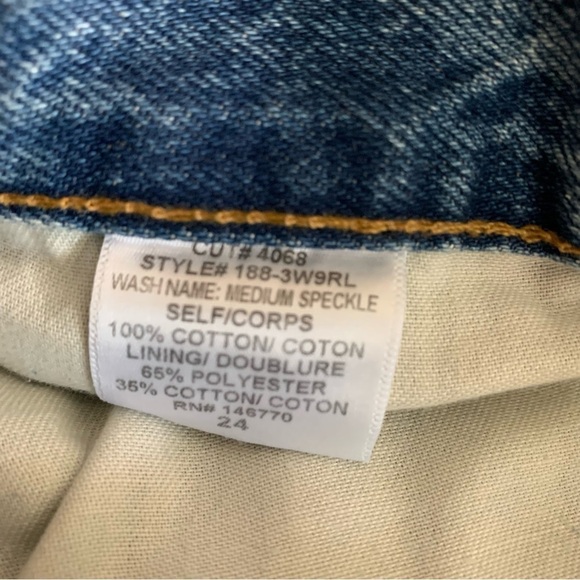 CUT# 4068
STYLE# 188-3W9RL
WASH NAME: MEDIUM SPECKLE
SELF/CORPS
100% COTTON/ COTON
LINING/ DOUBLURE
65% POLYESTER
35% COTTON/ COTON
RN# 146770
24